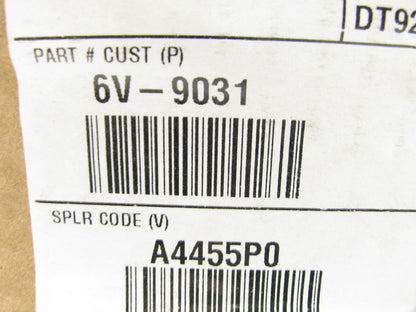 DT92
PART # CUST (P)
6V-9031
SPLR CODE (V)
A4455P0